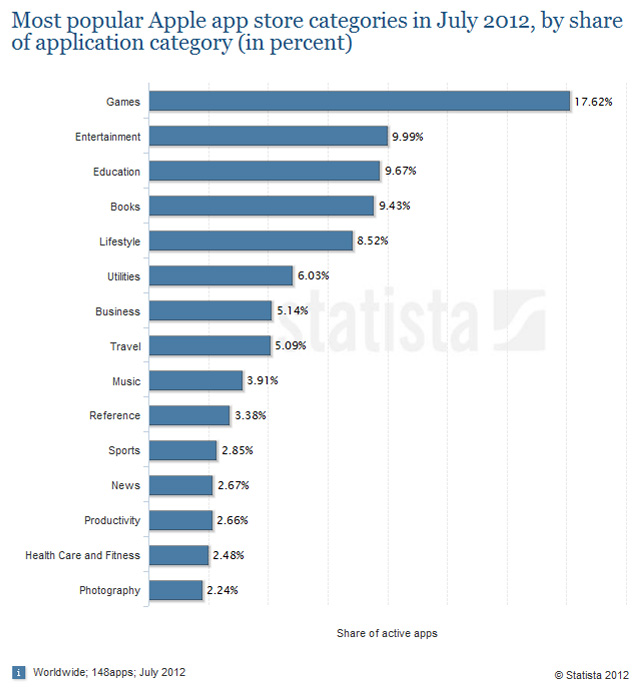 Most popular Apple app store categories in July 2012, by share
of application category (in percent)
Games 17.62%
Entertainment 9.99%
Education 9.67%
Books 9.43%
Lifestyle 8.52%
Utilities 6.03%
Business 5.14%
Travel 5.09%
Music 3.91%
Reference 3.38%
Sports 2.85%
News 2.67%
Productivity 2.66%
Health Care and Fitness 2.48%
Photography 2.24%
statista
Share of active apps
i Worldwide; 148apps; July 2012
© Statista 2012